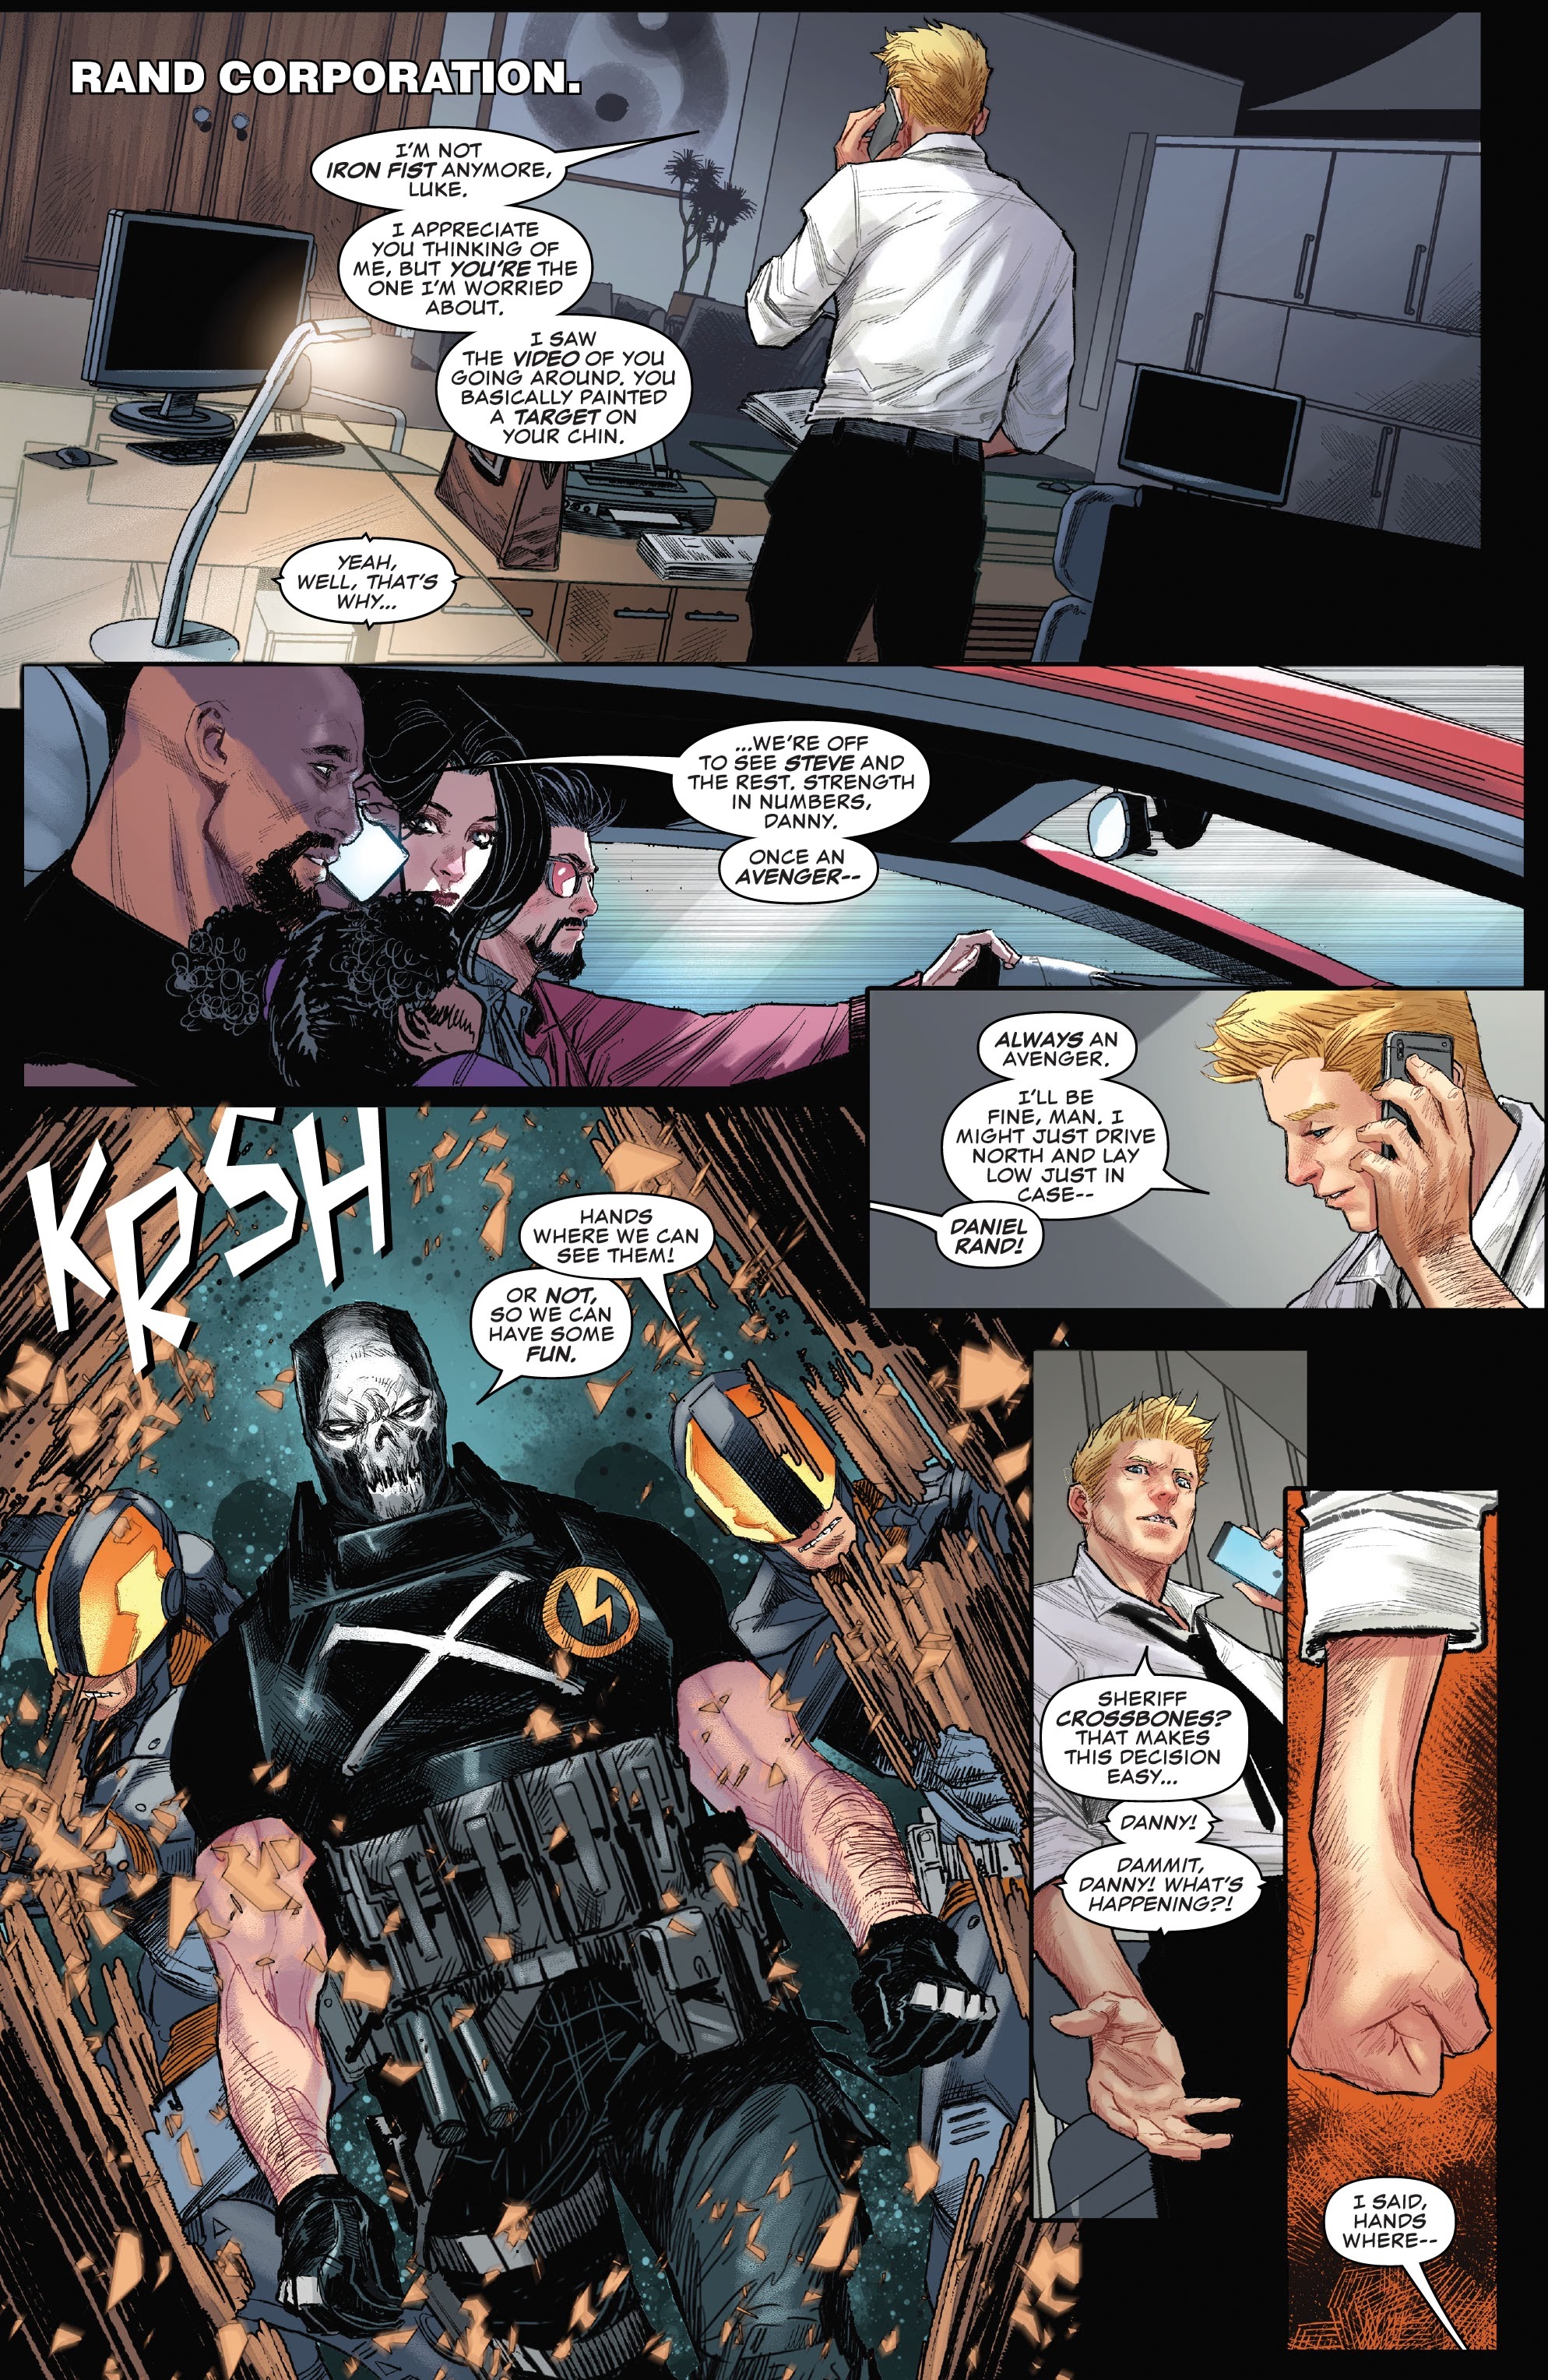 RAND CORPORATION.
I'M NOT
IRON FIST ANYMORE,
LUKE.
I APPRECIATE
YOU THINKING OF
ME, BUT YOU'RE THE
ONE I'M WORRIED
ABOUT.
I SAW
THE VIDEO OF YOU
GOING AROUND. YOU
BASICALLY PAINTED
A TARGET ON
YOUR CHIN.
YEAH,
WELL, THAT'S
WHY...
...WE'RE OFF
TO SEE STEVE AND
THE REST. STRENGTH
IN NUMBERS,
DANNY.
ONCE AN
AVENGER--
ALWAYS AN
AVENGER.
I'LL BE
FINE, MAN. I
MIGHT JUST DRIVE
NORTH AND LAY
LOW JUST IN
CASE--
DANIEL
RAND!
KRSH
HANDS
WHERE WE CAN
SEE THEM!
OR NOT,
SO WE CAN
HAVE SOME
FUN.
SHERIFF
CROSSBONES?
THAT MAKES
THIS DECISION
EASY...
DANNY!
DAMMIT,
DANNY! WHAT'S
HAPPENING?!
I SAID,
HANDS
WHERE--